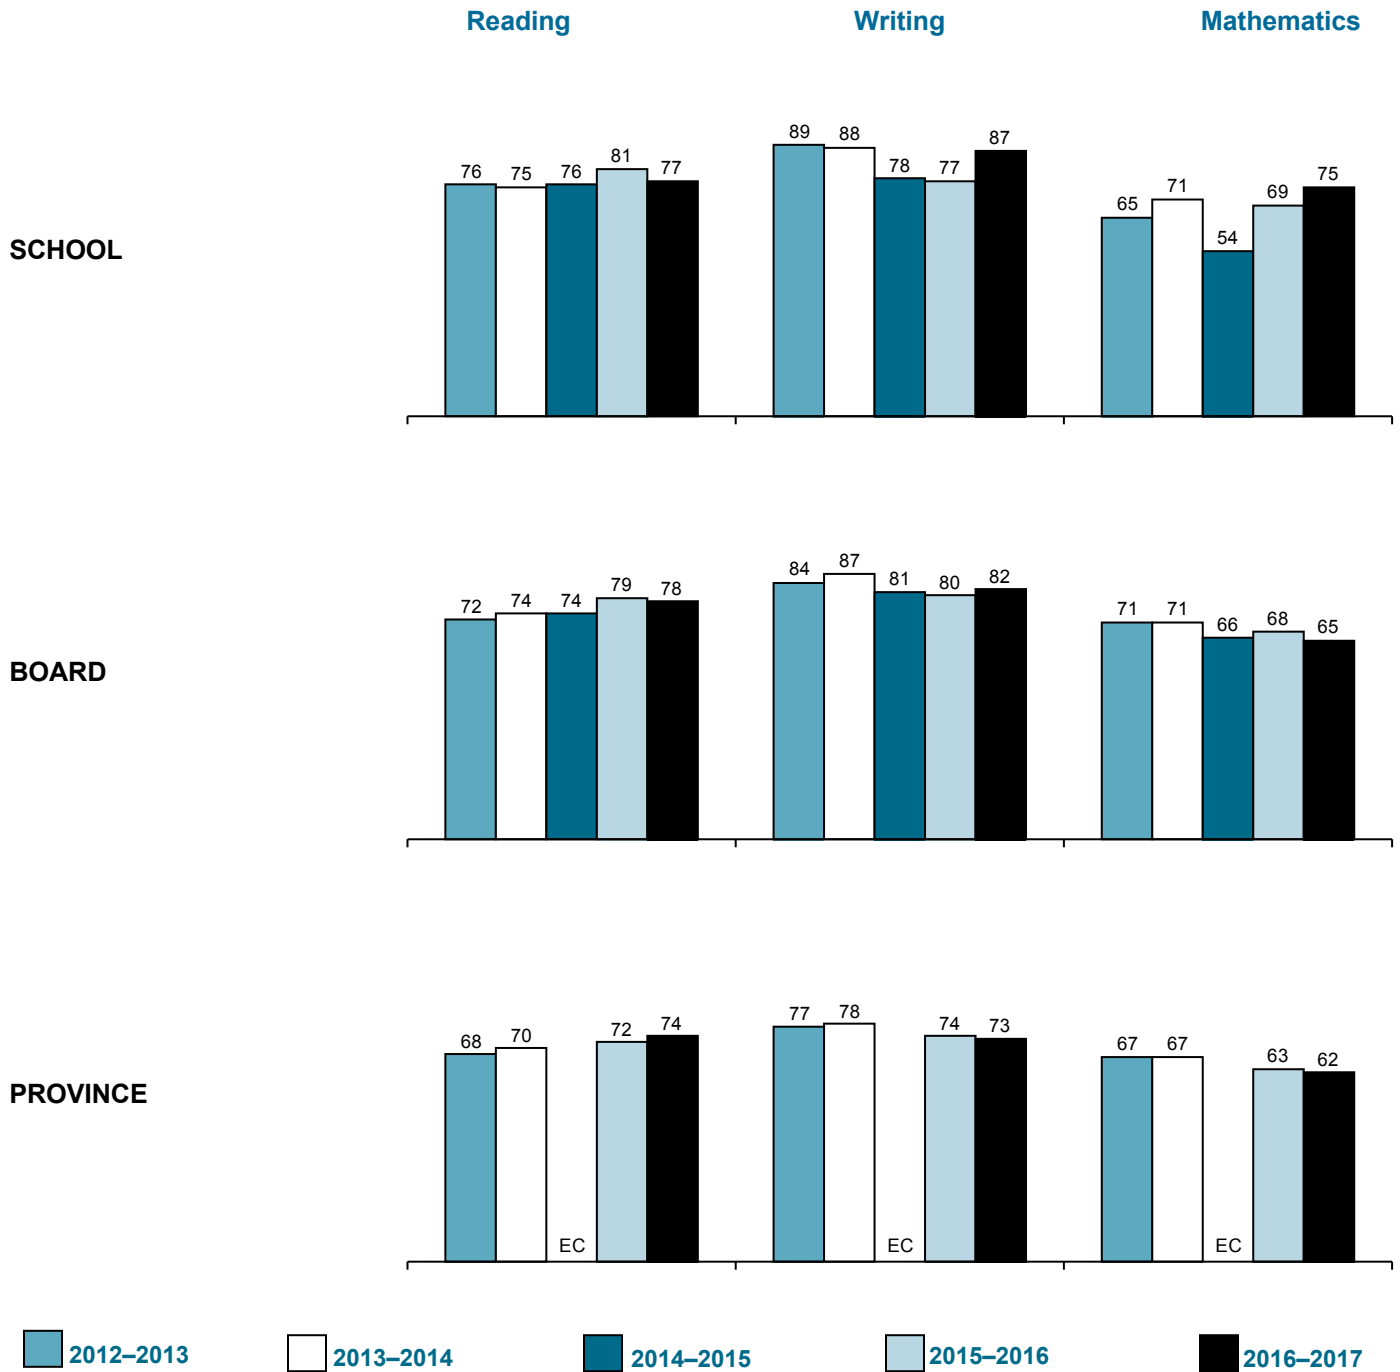 Reading Writing Mathematics
SCHOOL
76 75 76 81 77 89 88 78 77 87 65 71 54 69 75
BOARD
72 74 74 79 78 84 87 81 80 82 71 71 66 68 65
PROVINCE
68 70 EC 72 74 77 78 EC 74 73 67 67 EC 63 62
2012–2013 2013–2014 2014–2015 2015–2016 2016–2017